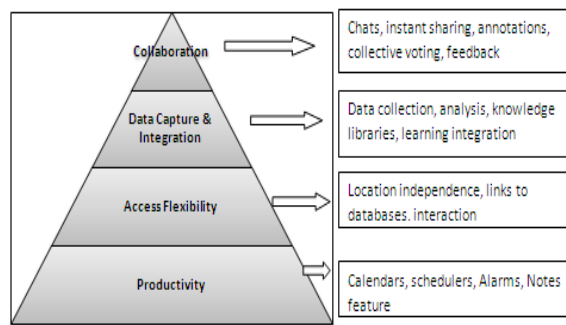 Collaboration
Chats, instant sharing, annotations,
collective voting, feedback
Data Capture &
Integration
Data collection, analysis, knowledge
libraries, learning integration
Access Flexibility
Location independence, links to
databases. interaction
Productivity
Calendars, schedulers, Alarms, Notes
feature